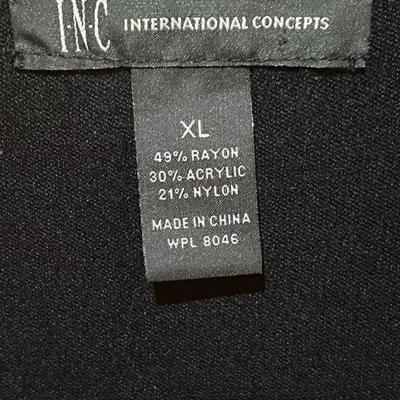 I·N·C INTERNATIONAL CONCEPTS
XL
49% RAYON
30% ACRYLIC
21% NYLON
MADE IN CHINA
WPL 8046